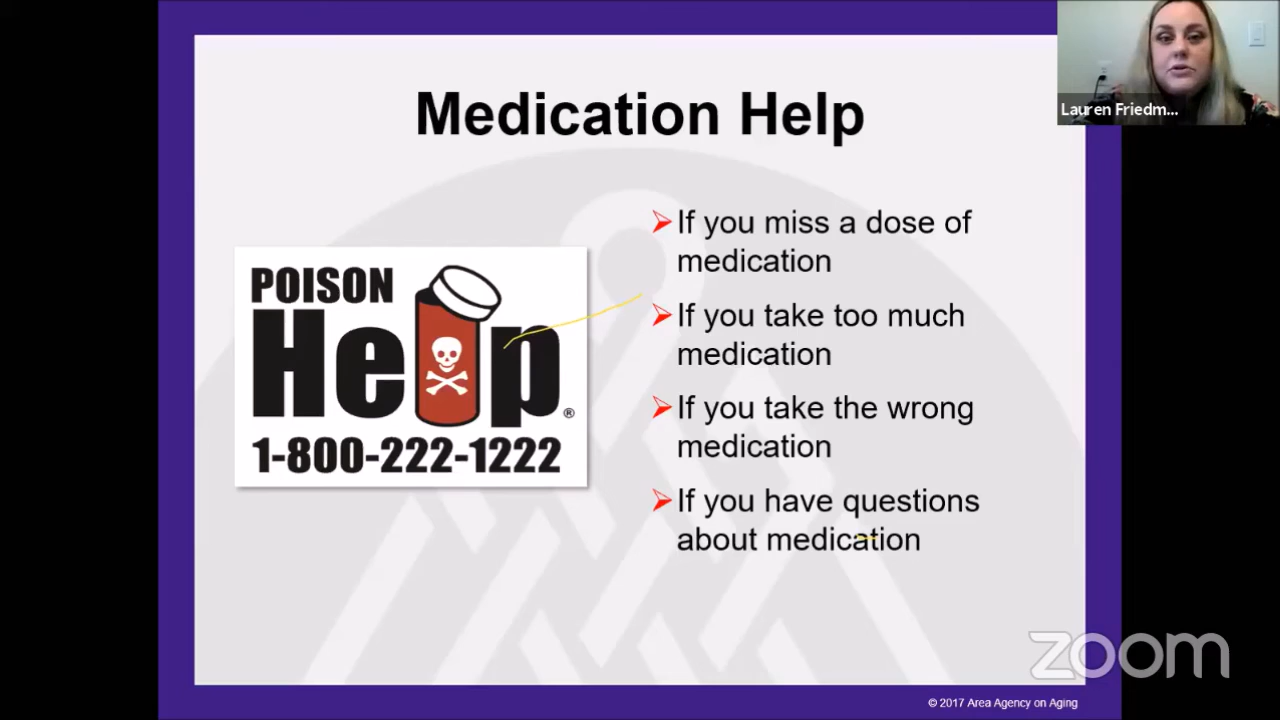 Medication Help
Lauren Friedm...
POISON
Help®
1-800-222-1222
If you miss a dose of
medication
If you take too much
medication
If you take the wrong
medication
If you have questions
about medication
zoom
© 2017 Area Agency on Aging